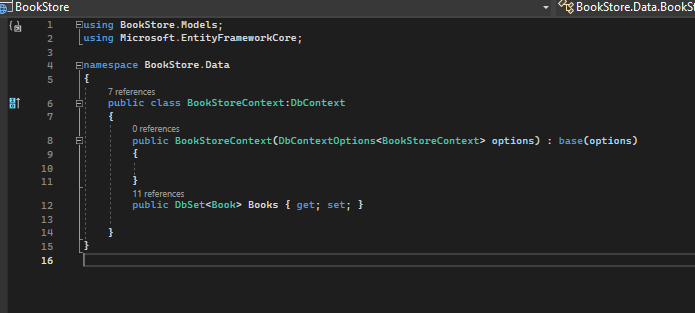 BookStore
BookStore.Data.BookS
1 using BookStore.Models;
2 using Microsoft.EntityFrameworkCore;
3
4 namespace BookStore.Data
5 {
7 references
6 public class BookStoreContext:DbContext
7 {
0 references
8 public BookStoreContext(DbContextOptions<BookStoreContext> options) : base(options)
9 {
10
11 }
11 references
12 public DbSet<Book> Books { get; set; }
13
14 }
15 }
16